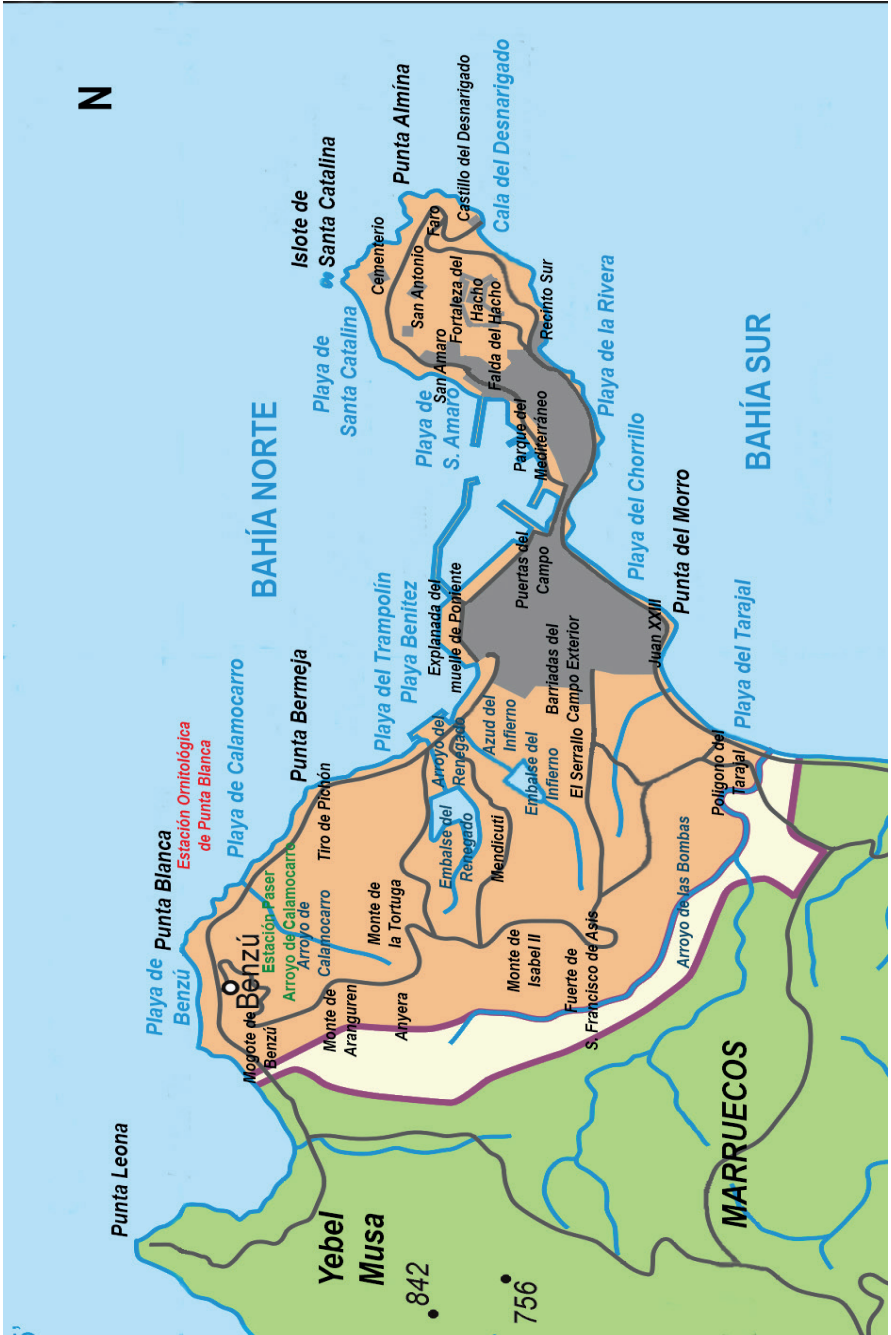 N
Islote de
Santa Catalina
Punta Almina
Castillo del Desnarigado
Cala del Desnarigado
Faro
Cementerio
San Antonio
Fortaleza del
Hacho
Falda del Hacho
San Amaro
Recinto Sur
Playa de
Santa Catalina
Playa de
S. Amaro
Parque del
Mediterráneo
Playa de la Rivera
BAHÍA NORTE
BAHÍA SUR
Playa del Chorrillo
Puertas del
Campo
Punta del Morro
Juan XXIII
Playa del Trampolín
Playa Benitez
Explanada del
muelle de Poniente
Barriadas del
Campo Exterior
El Serrallo
Playa del Tarajal
Polígono del
Tarajal
Azud del
Infierno
Embalse del
Infierno
Arroyo del
Renegado
Embalse del
Renegado
Mendicuti
Punta Bermeja
Tiro de Pichón
Playa de Calamocarro
Estación Ornitológica
de Punta Blanca
Punta Blanca
Estación Paser
Arroyo de Calamocarro
Arroyo de
Calamocarro
Monte de
la Tortuga
Playa de
Benzú
Benzú
Mogote de
Benzú
Monte de
Aranguren
Anyera
Monte de
Isabel II
Fuerte de
S. Francisco de Asis
Arroyo de las Bombas
Punta Leona
Yebel
Musa
842
756
MARRUECOS